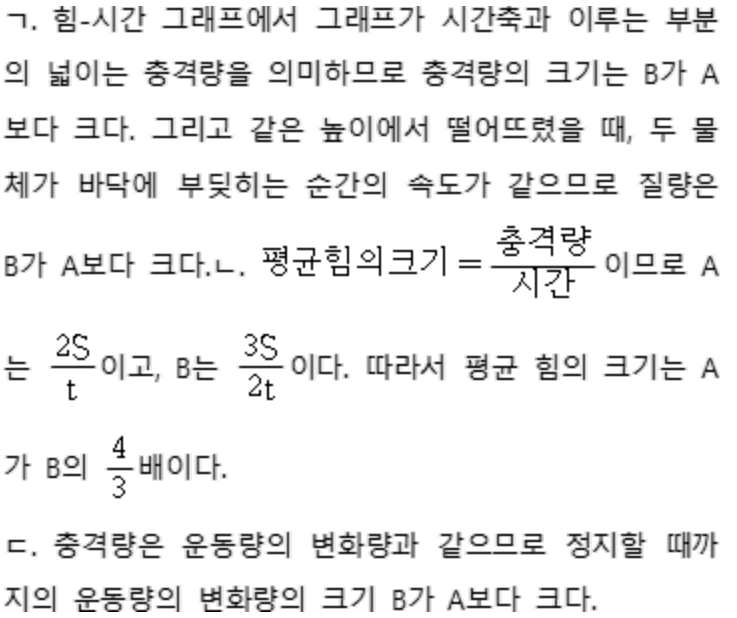 ㄱ. 힘-시간 그래프에서 그래프가 시간축과 이루는 부분
의 넓이는 충격량을 의미하므로 충격량의 크기는 B가 A
보다 크다. 그리고 같은 높이에서 떨어뜨렸을 때, 두 물
체가 바닥에 부딪히는 순간의 속도가 같으므로 질량은
B가 A보다 크다.ㄴ. 평균힘의크기 = 충격량/시간 이므로 A
는 2S/t 이고, B는 3S/2t 이다. 따라서 평균 힘의 크기는 A
가 B의 4/3 배이다.
ㄷ. 충격량은 운동량의 변화량과 같으므로 정지할 때까
지의 운동량의 변화량의 크기 B가 A보다 크다.